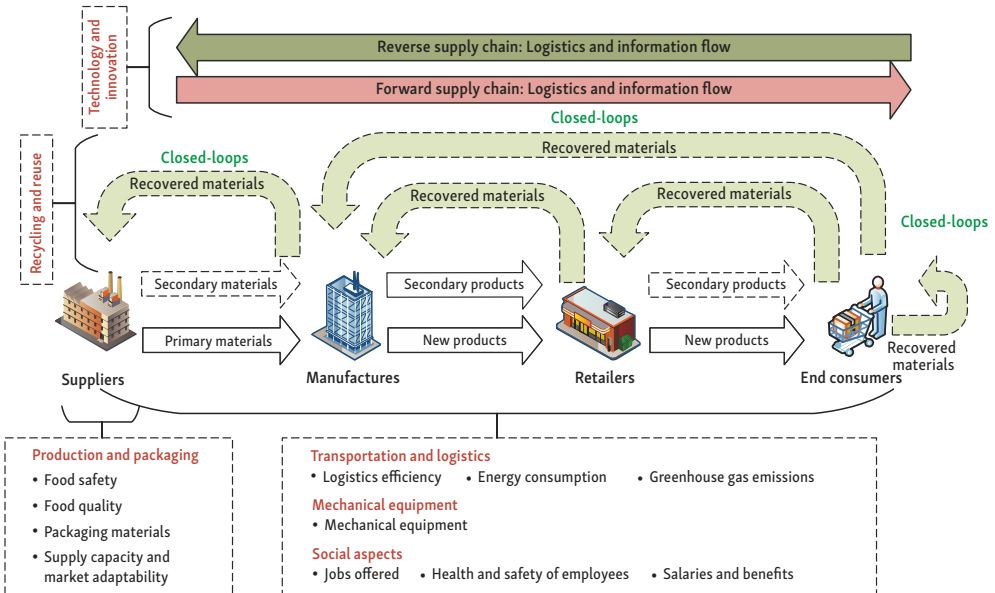 Technology and
innovation
Reverse supply chain: Logistics and information flow
Forward supply chain: Logistics and information flow
Recycling and reuse
Closed-loops
Recovered materials
Closed-loops
Recovered materials
Recovered materials
Recovered materials
Closed-loops
Secondary materials
Secondary products
Secondary products
Primary materials
New products
New products
Recovered
materials
Suppliers
Manufactures
Retailers
End consumers
Production and packaging
• Food safety
• Food quality
• Packaging materials
• Supply capacity and
market adaptability
Transportation and logistics
• Logistics efficiency • Energy consumption • Greenhouse gas emissions
Mechanical equipment
• Mechanical equipment
Social aspects
• Jobs offered • Health and safety of employees • Salaries and benefits